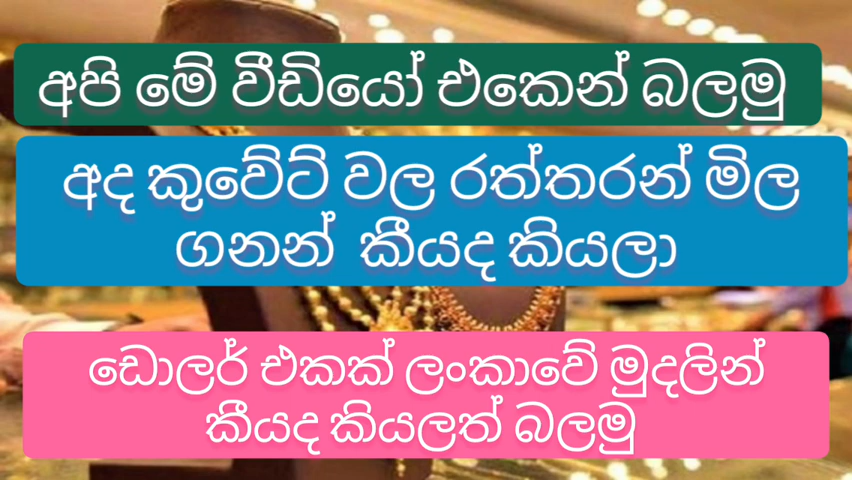 අපි මේ වීඩියෝ එකෙන් බලමු
අද කුවේට් වල රත්තරන් මිල
ගනන් කීයද කියලා
ඩොලර් එකක් ලංකාවේ මුදලින්
කීයද කියලත් බලමු